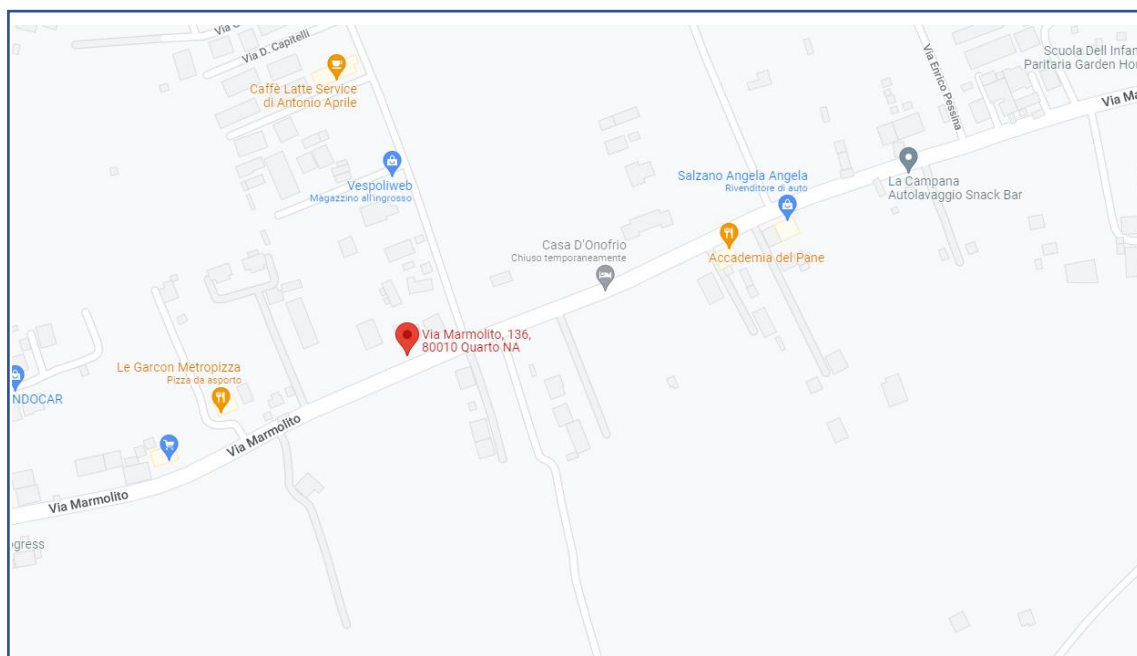 Via D. Capitelli
Caffè Latte Service
di Antonio Aprile
Via Enrico Pessina
Scuola Dell Infan
Paritaria Garden Hou
Via Ma
Vespoliweb
Magazzino all'ingrosso
Salzano Angela Angela
Rivenditore di auto
La Campana
Autolavaggio Snack Bar
Casa D'Onofrio
Chiuso temporaneamente
Accademia del Pane
Via Marmolito, 136,
80010 Quarto NA
Le Garcon Metropizza
Pizza da asporto
NDOCAR
Via Marmolito
Via Marmolito
ogress